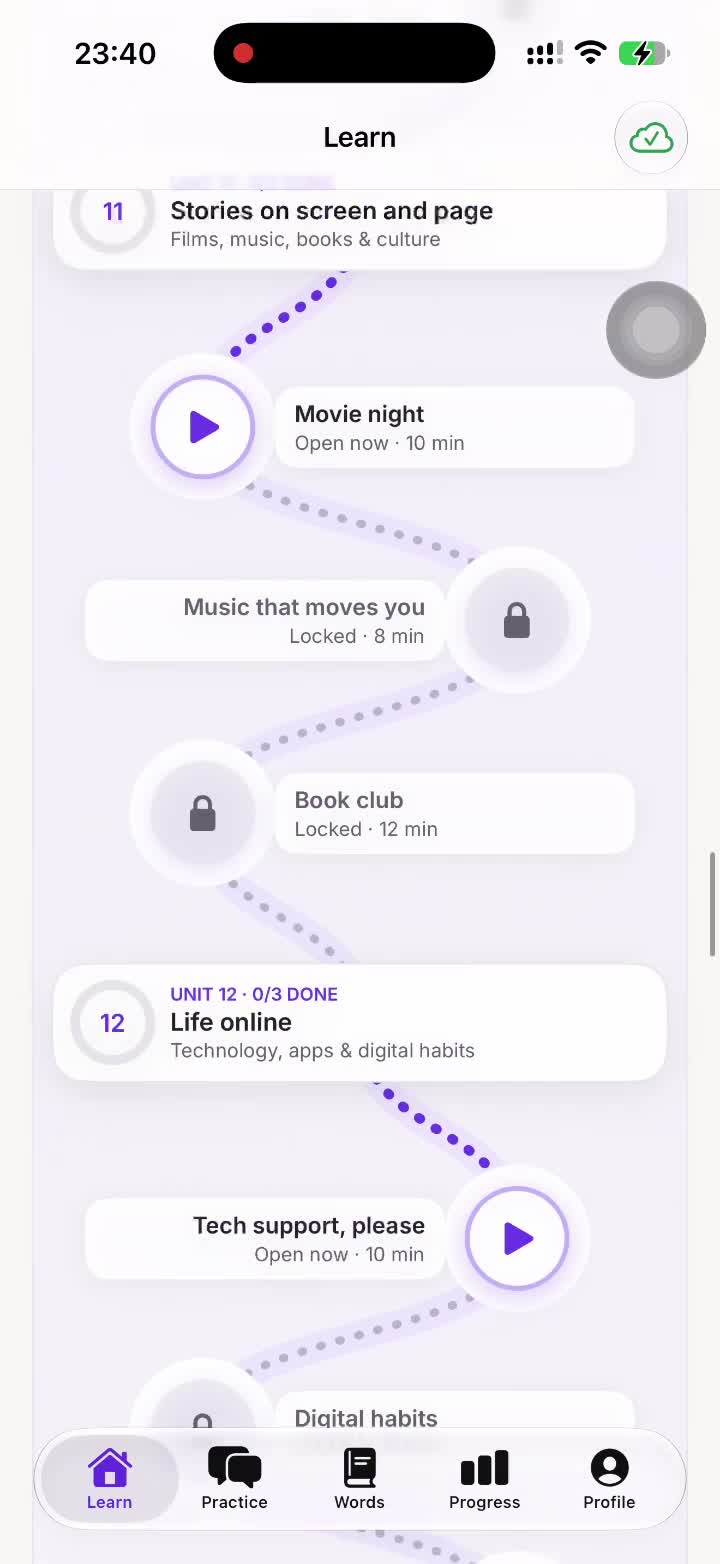 23:40
Learn
11
Stories on screen and page
Films, music, books & culture
Movie night
Open now · 10 min
Music that moves you
Locked · 8 min
Book club
Locked · 12 min
12
UNIT 12 · 0/3 DONE
Life online
Technology, apps & digital habits
Tech support, please
Open now · 10 min
Digital habits
Learn
Practice
Words
Progress
Profile